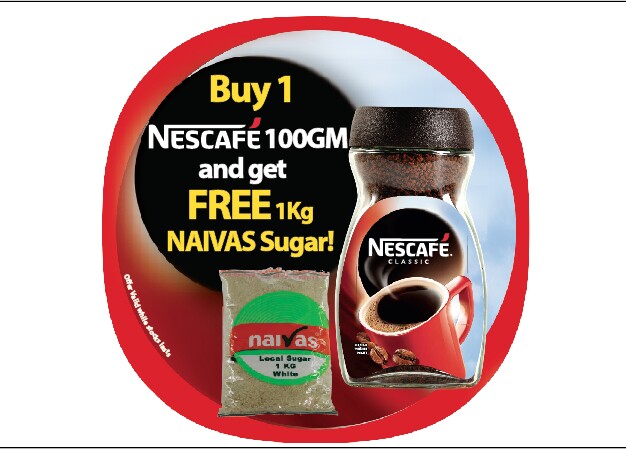 Buy 1
NESCAFÉ 100GM
and get
FREE 1Kg
NAIVAS Sugar!
Offer Valid while stocks lasts
NESCAFÉ.
CLASSIC
naivas
Local Sugar
1 KG
White